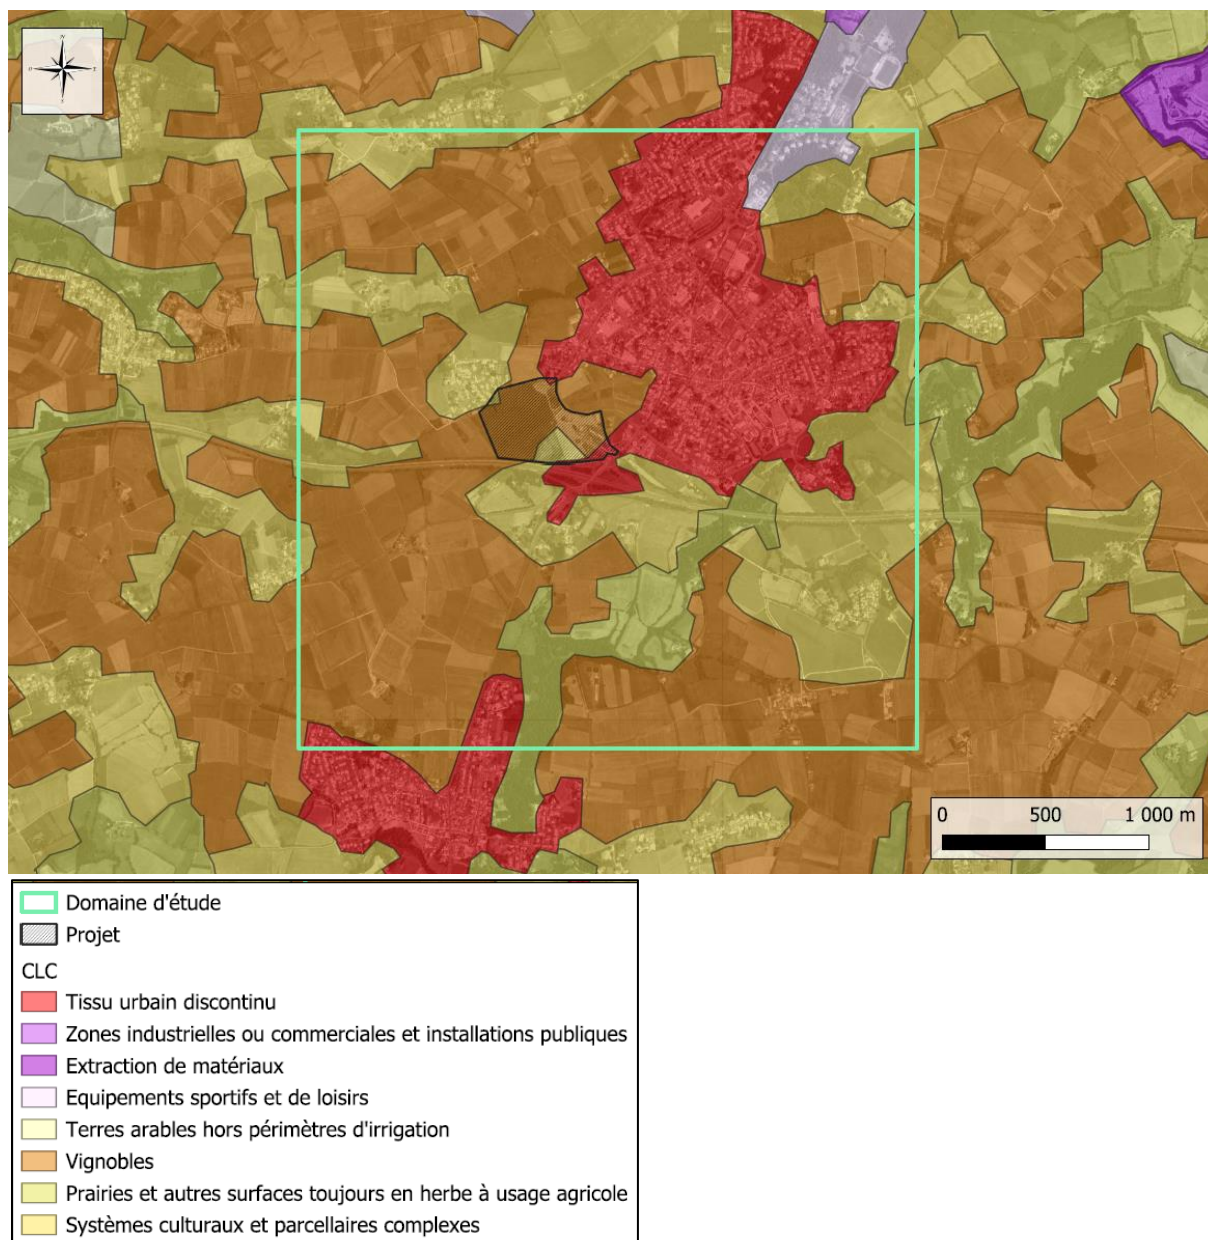 N
0 500 1 000 m
Domaine d'étude
Projet
CLC
Tissu urbain discontinu
Zones industrielles ou commerciales et installations publiques
Extraction de matériaux
Equipements sportifs et de loisirs
Terres arables hors périmètres d'irrigation
Vignobles
Prairies et autres surfaces toujours en herbe à usage agricole
Systèmes culturaux et parcellaires complexes